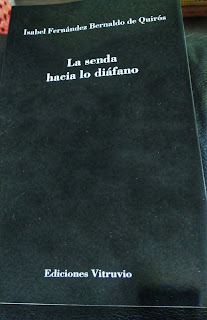 Isabel Fernández Bernaldo de Quirós
La senda
hacia lo diáfano
Ediciones Vitruvio